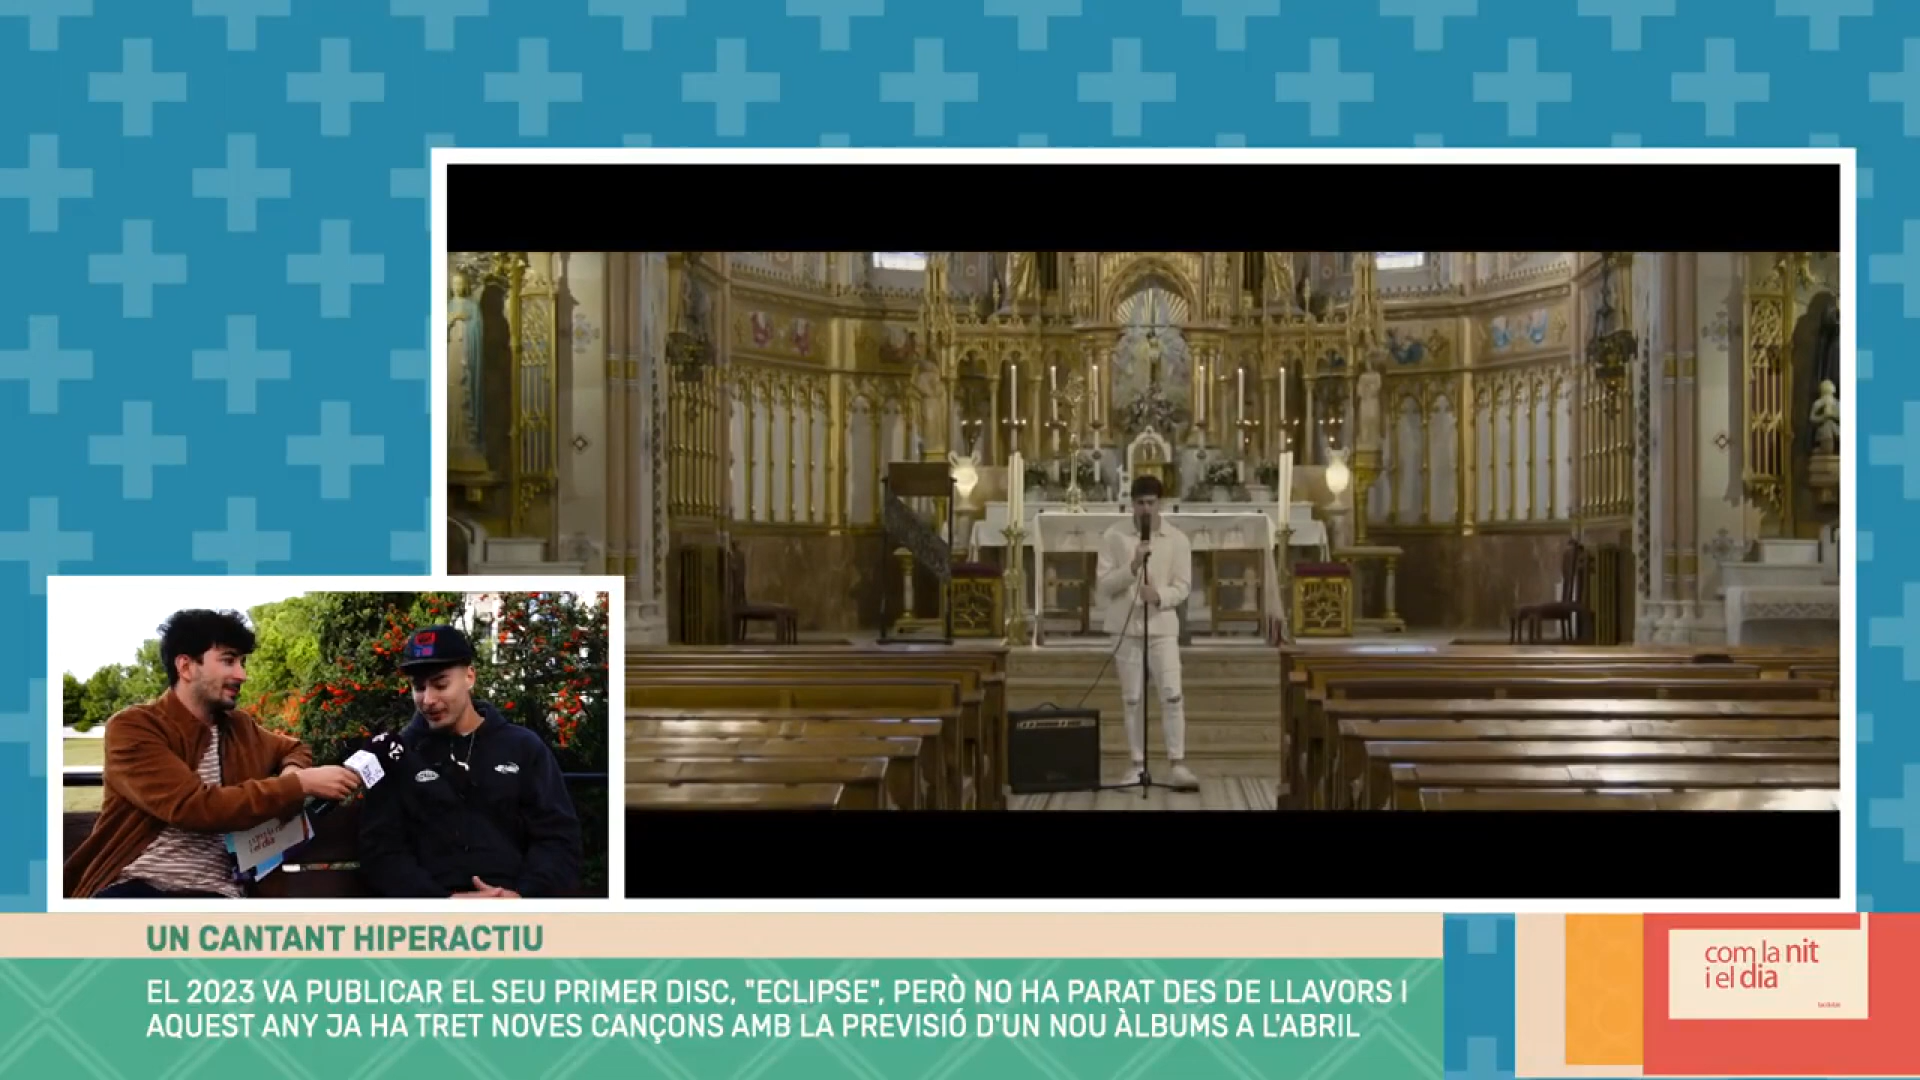 UN CANTANT HIPERACTIU
EL 2023 VA PUBLICAR EL SEU PRIMER DISC, "ECLIPSE", PERÒ NO HA PARAT DES DE LLAVORS I
AQUEST ANY JA HA TRET NOVES CANÇONS AMB LA PREVISIÓ D'UN NOU ÀLBUMS A L'ABRIL
com la nit
i el dia